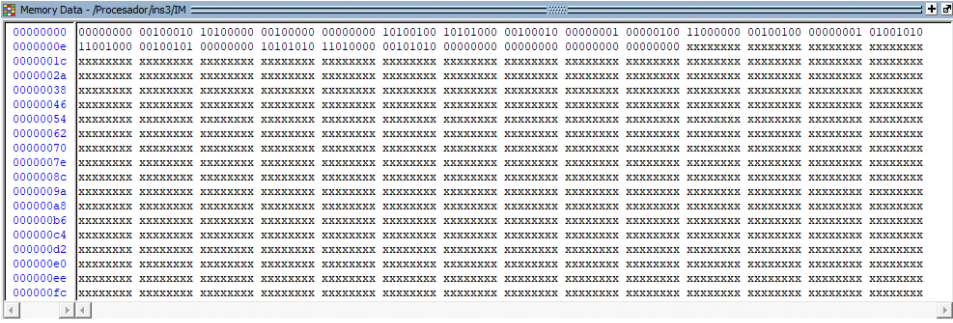 Memory Data - /Procesador/ins3/IM
00000000 00000000 00100010 10100000 00100000 00000000 10100100 10101000 00100010 00000001 00000100 11000000 00100100 00000001 01001010
0000000e 11001000 00100101 00000000 10101010 11010000 00101010 00000000 00000000 00000000 00000000 xxxxxxxx xxxxxxxx xxxxxxxx xxxxxxxx
0000001c xxxxxxxx xxxxxxxx xxxxxxxx xxxxxxxx xxxxxxxx xxxxxxxx xxxxxxxx xxxxxxxx xxxxxxxx xxxxxxxx xxxxxxxx xxxxxxxx xxxxxxxx xxxxxxxx
0000002a xxxxxxxx xxxxxxxx xxxxxxxx xxxxxxxx xxxxxxxx xxxxxxxx xxxxxxxx xxxxxxxx xxxxxxxx xxxxxxxx xxxxxxxx xxxxxxxx xxxxxxxx xxxxxxxx
00000038 xxxxxxxx xxxxxxxx xxxxxxxx xxxxxxxx xxxxxxxx xxxxxxxx xxxxxxxx xxxxxxxx xxxxxxxx xxxxxxxx xxxxxxxx xxxxxxxx xxxxxxxx xxxxxxxx
00000046 xxxxxxxx xxxxxxxx xxxxxxxx xxxxxxxx xxxxxxxx xxxxxxxx xxxxxxxx xxxxxxxx xxxxxxxx xxxxxxxx xxxxxxxx xxxxxxxx xxxxxxxx xxxxxxxx
00000054 xxxxxxxx xxxxxxxx xxxxxxxx xxxxxxxx xxxxxxxx xxxxxxxx xxxxxxxx xxxxxxxx xxxxxxxx xxxxxxxx xxxxxxxx xxxxxxxx xxxxxxxx xxxxxxxx
00000062 xxxxxxxx xxxxxxxx xxxxxxxx xxxxxxxx xxxxxxxx xxxxxxxx xxxxxxxx xxxxxxxx xxxxxxxx xxxxxxxx xxxxxxxx xxxxxxxx xxxxxxxx xxxxxxxx
00000070 xxxxxxxx xxxxxxxx xxxxxxxx xxxxxxxx xxxxxxxx xxxxxxxx xxxxxxxx xxxxxxxx xxxxxxxx xxxxxxxx xxxxxxxx xxxxxxxx xxxxxxxx xxxxxxxx
0000007e xxxxxxxx xxxxxxxx xxxxxxxx xxxxxxxx xxxxxxxx xxxxxxxx xxxxxxxx xxxxxxxx xxxxxxxx xxxxxxxx xxxxxxxx xxxxxxxx xxxxxxxx xxxxxxxx
0000008c xxxxxxxx xxxxxxxx xxxxxxxx xxxxxxxx xxxxxxxx xxxxxxxx xxxxxxxx xxxxxxxx xxxxxxxx xxxxxxxx xxxxxxxx xxxxxxxx xxxxxxxx xxxxxxxx
0000009a xxxxxxxx xxxxxxxx xxxxxxxx xxxxxxxx xxxxxxxx xxxxxxxx xxxxxxxx xxxxxxxx xxxxxxxx xxxxxxxx xxxxxxxx xxxxxxxx xxxxxxxx xxxxxxxx
000000a8 xxxxxxxx xxxxxxxx xxxxxxxx xxxxxxxx xxxxxxxx xxxxxxxx xxxxxxxx xxxxxxxx xxxxxxxx xxxxxxxx xxxxxxxx xxxxxxxx xxxxxxxx xxxxxxxx
000000b6 xxxxxxxx xxxxxxxx xxxxxxxx xxxxxxxx xxxxxxxx xxxxxxxx xxxxxxxx xxxxxxxx xxxxxxxx xxxxxxxx xxxxxxxx xxxxxxxx xxxxxxxx xxxxxxxx
000000c4 xxxxxxxx xxxxxxxx xxxxxxxx xxxxxxxx xxxxxxxx xxxxxxxx xxxxxxxx xxxxxxxx xxxxxxxx xxxxxxxx xxxxxxxx xxxxxxxx xxxxxxxx xxxxxxxx
000000d2 xxxxxxxx xxxxxxxx xxxxxxxx xxxxxxxx xxxxxxxx xxxxxxxx xxxxxxxx xxxxxxxx xxxxxxxx xxxxxxxx xxxxxxxx xxxxxxxx xxxxxxxx xxxxxxxx
000000e0 xxxxxxxx xxxxxxxx xxxxxxxx xxxxxxxx xxxxxxxx xxxxxxxx xxxxxxxx xxxxxxxx xxxxxxxx xxxxxxxx xxxxxxxx xxxxxxxx xxxxxxxx xxxxxxxx
000000ee xxxxxxxx xxxxxxxx xxxxxxxx xxxxxxxx xxxxxxxx xxxxxxxx xxxxxxxx xxxxxxxx xxxxxxxx xxxxxxxx xxxxxxxx xxxxxxxx xxxxxxxx xxxxxxxx
000000fc xxxxxxxx xxxxxxxx xxxxxxxx xxxxxxxx xxxxxxxx xxxxxxxx xxxxxxxx xxxxxxxx xxxxxxxx xxxxxxxx xxxxxxxx xxxxxxxx xxxxxxxx xxxxxxxx